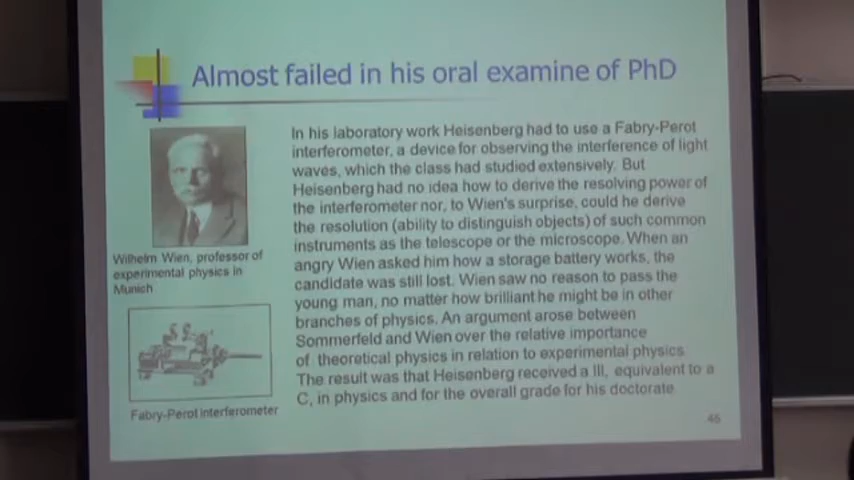 Almost failed in his oral examine of PhD
In his laboratory work Heisenberg had to use a Fabry-Perot
interferometer, a device for observing the interference of light
waves, which the class had studied extensively. But
Heisenberg had no idea how to derive the resolving power of
the interferometer nor, to Wien's surprise, could he derive
the resolution (ability to distinguish objects) of such common
instruments as the telescope or the microscope. When an
angry Wien asked him how a storage battery works, the
candidate was still lost. Wien saw no reason to pass the
young man, no matter how brilliant he might be in other
branches of physics. An argument arose between
Sommerfeld and Wien over the relative importance
of theoretical physics in relation to experimental physics.
The result was that Heisenberg received a III, equivalent to a
C, in physics and for the overall grade for his doctorate
Wilhelm Wien, professor of
experimental physics in
Munich
Fabry-Perot interferometer
46